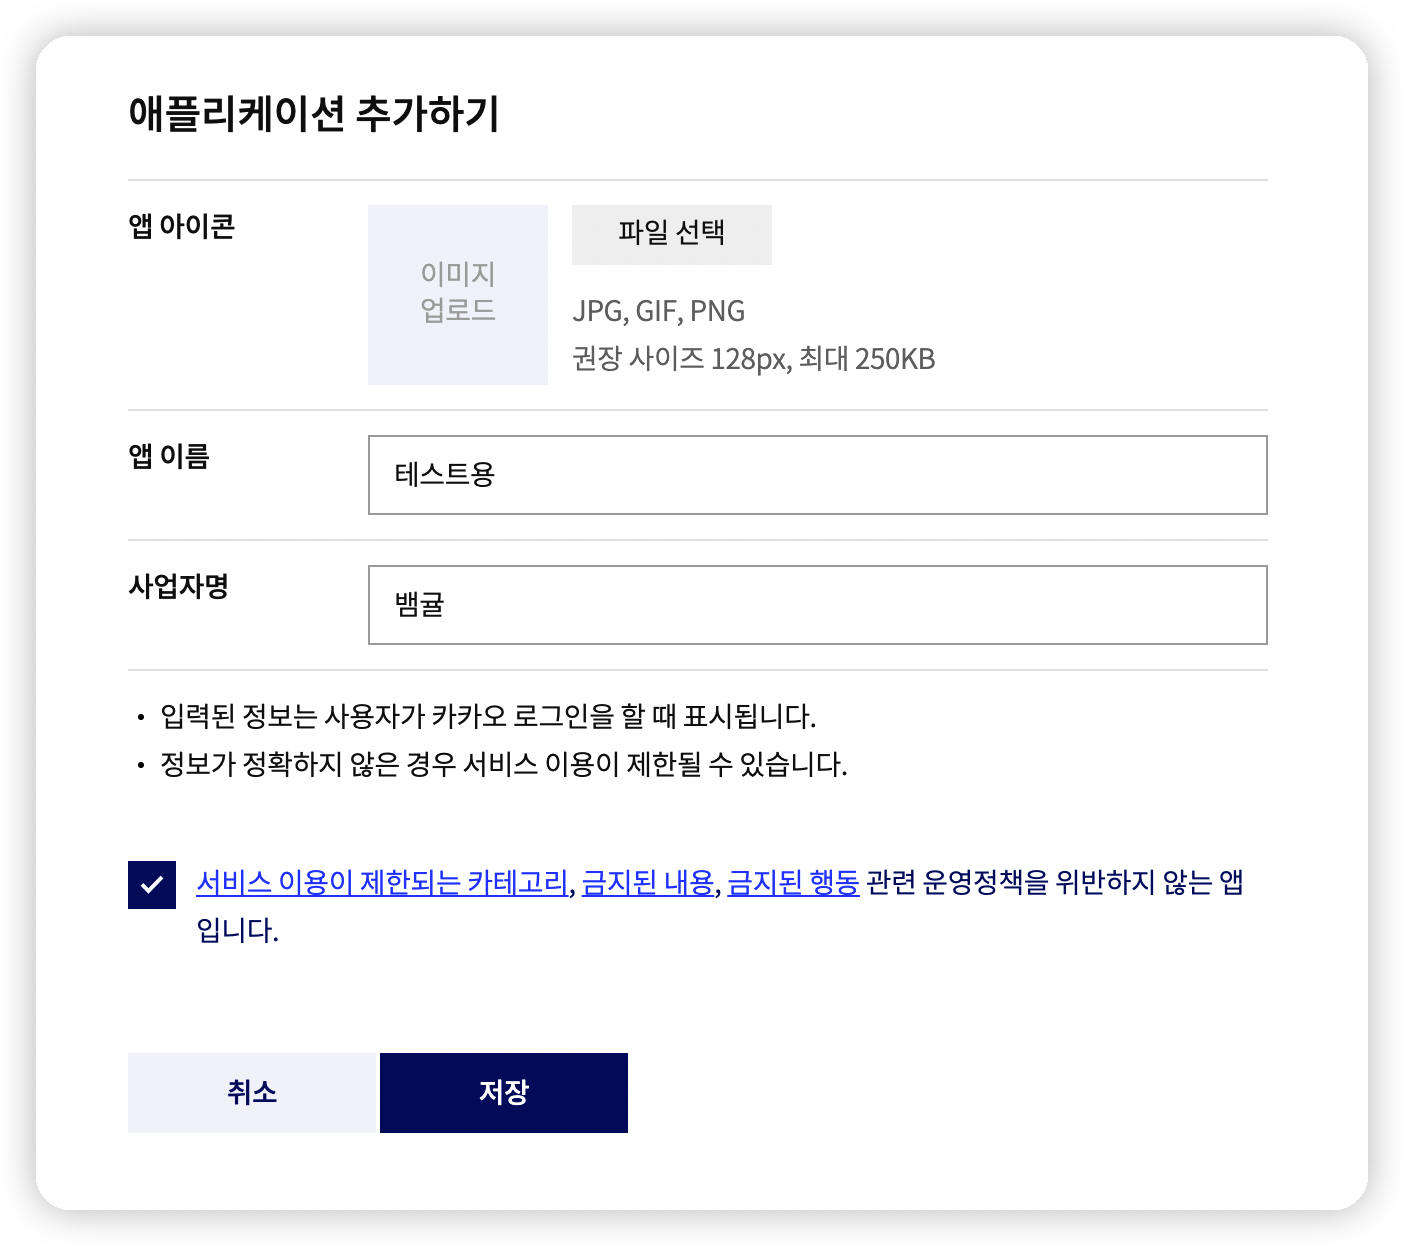 애플리케이션 추가하기
앱 아이콘
이미지
업로드
파일 선택
JPG, GIF, PNG
권장 사이즈 128px, 최대 250KB
앱 이름
테스트용
사업자명
뱀귤
• 입력된 정보는 사용자가 카카오 로그인을 할 때 표시됩니다.
• 정보가 정확하지 않은 경우 서비스 이용이 제한될 수 있습니다.
서비스 이용이 제한되는 카테고리, 금지된 내용, 금지된 행동 관련 운영정책을 위반하지 않는 앱
입니다.
취소
저장